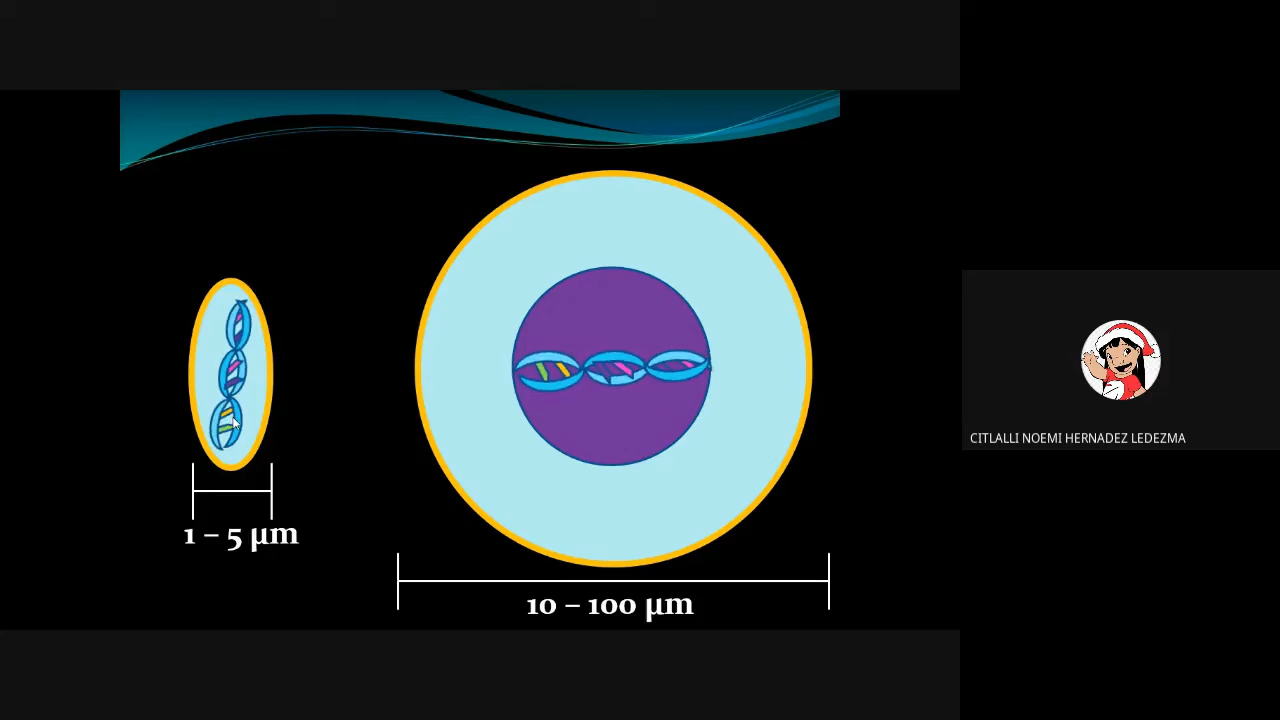 1 – 5 µm
10 – 100 µm
CITLALLI NOEMI HERNADEZ LEDEZMA